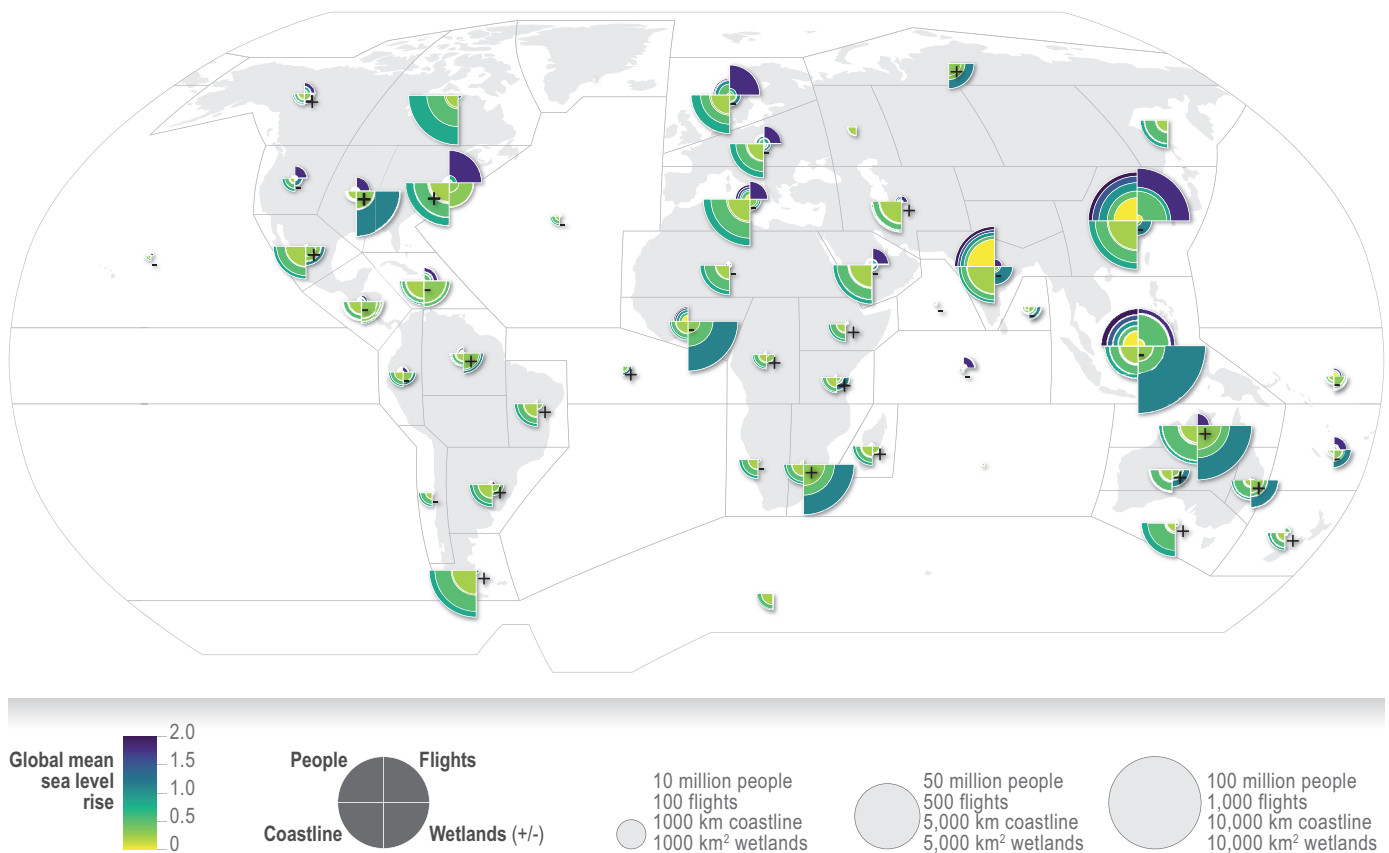 Global mean
sea level
rise
2.0
1.5
1.0
0.5
0
People
Flights
Coastline
Wetlands (+/-)
10 million people
100 flights
1000 km coastline
1000 km² wetlands
50 million people
500 flights
5,000 km coastline
5,000 km² wetlands
100 million people
1,000 flights
10,000 km coastline
10,000 km² wetlands